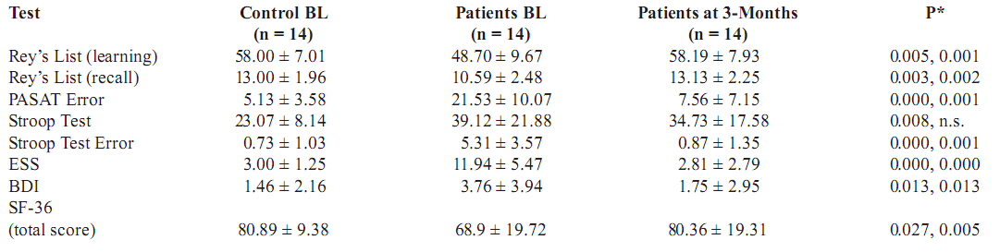 Test Control BL Patients BL Patients at 3-Months P*
(n = 14) (n = 14) (n = 14)
Rey’s List (learning) 58.00 ± 7.01 48.70 ± 9.67 58.19 ± 7.93 0.005, 0.001
Rey’s List (recall) 13.00 ± 1.96 10.59 ± 2.48 13.13 ± 2.25 0.003, 0.002
PASAT Error 5.13 ± 3.58 21.53 ± 10.07 7.56 ± 7.15 0.000, 0.001
Stroop Test 23.07 ± 8.14 39.12 ± 21.88 34.73 ± 17.58 0.008, n.s.
Stroop Test Error 0.73 ± 1.03 5.31 ± 3.57 0.87 ± 1.35 0.000, 0.001
ESS 3.00 ± 1.25 11.94 ± 5.47 2.81 ± 2.79 0.000, 0.000
BDI 1.46 ± 2.16 3.76 ± 3.94 1.75 ± 2.95 0.013, 0.013
SF-36
(total score) 80.89 ± 9.38 68.9 ± 19.72 80.36 ± 19.31 0.027, 0.005